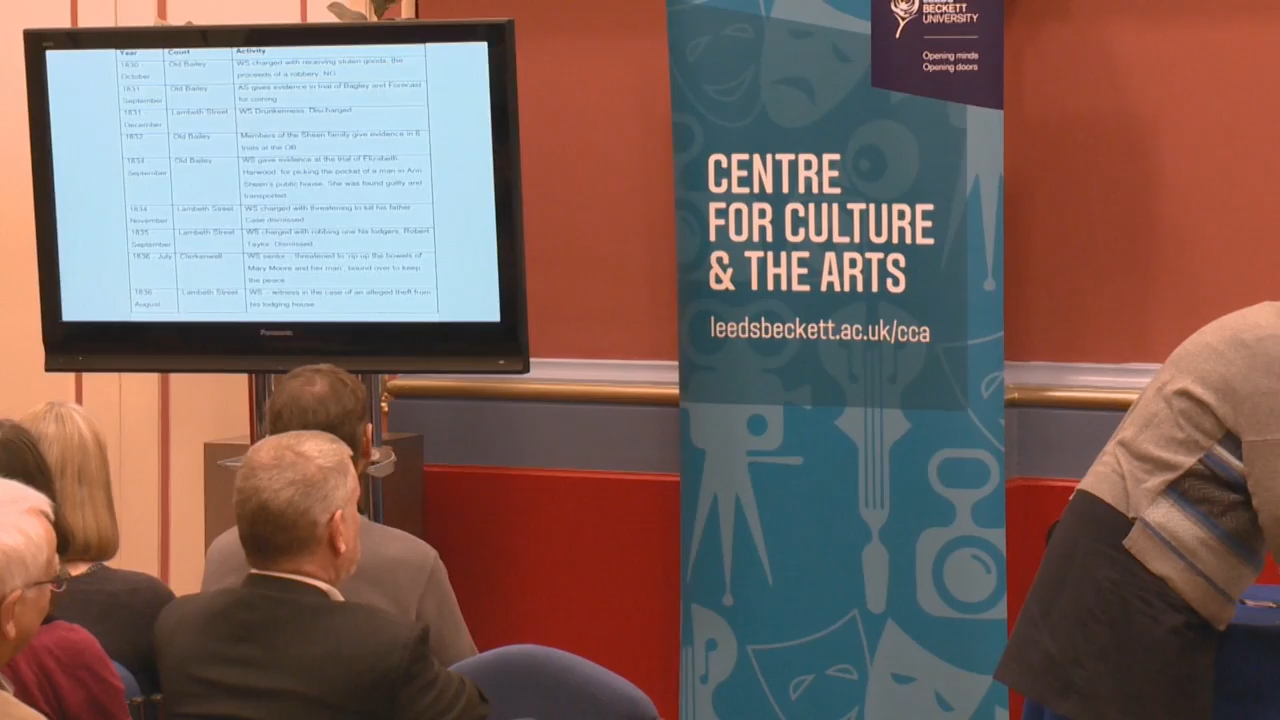 Year Court Activity
1830 - Old Bailey WS charged with receiving stolen goods, the
October proceeds of a robbery. NG
1831 Old Bailey AS gives evidence in trial of Bagley and Forecast
September for coining
1831 - Lambeth Street WS Drunkenness. Discharged
December
1832 Old Bailey Members of the Sheen family give evidence in 6
trials at the OB
1834 Old Bailey WS gave evidence at the trial of Elizabeth
September Harwood for picking the pocket of a man in Ann
Sheen's public house. She was found guilty and
transported
1834 Lambeth Street WS charged with threatening to kill his father
November Case dismissed
1835 Lambeth Street WS charged with robbing one his lodgers, Robert
September Taylor. Dismissed
1836 - July Clerkenwell WS senior - threatened to 'rip up the bowels of
Mary Moore and her man', bound over to keep
the peace
1836 Lambeth Street WS - witness in the case of an alleged theft from
August his lodging house
Panasonic
BECKETT
UNIVERSITY
Opening minds
Opening doors
CENTRE
FOR CULTURE
& THE ARTS
leedsbeckett.ac.uk/cca